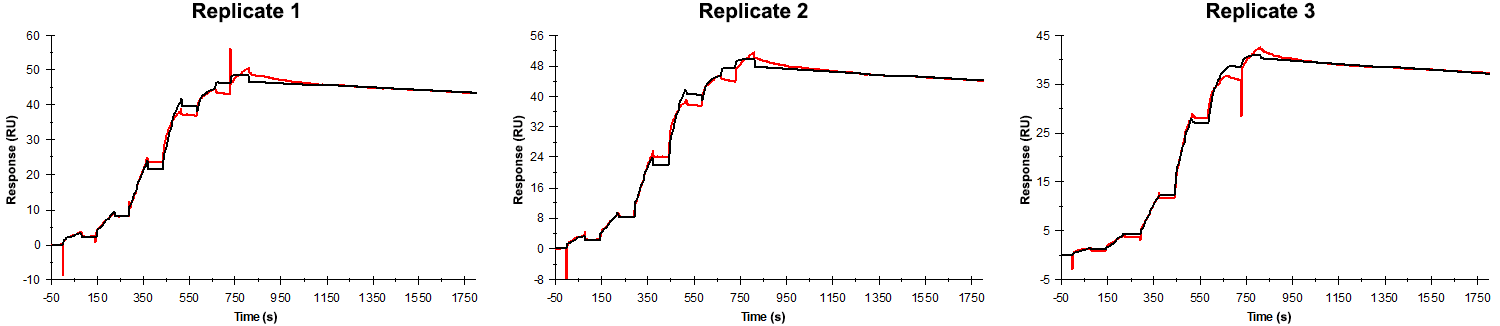 Replicate 1
Replicate 2
Replicate 3
Response (RU)
60
50
40
30
20
10
0
-10
-50 150 350 550 750 950 1150 1350 1550 1750
Time (s)
Response (RU)
56
48
40
32
24
16
8
0
-8
-50 150 350 550 750 950 1150 1350 1550 1750
Time (s)
Response (RU)
45
35
25
15
5
-5
-50 150 350 550 750 950 1150 1350 1550 1750
Time (s)